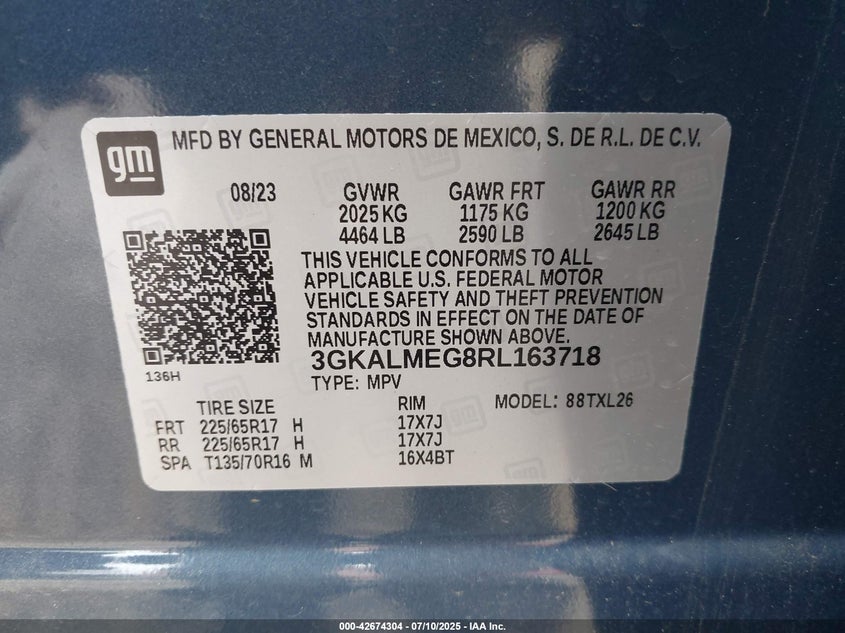 gm
MFD BY GENERAL MOTORS DE MEXICO, S. DE R.L. DE C.V.
08/23 GVWR GAWR FRT GAWR RR
2025 KG 1175 KG 1200 KG
4464 LB 2590 LB 2645 LB
THIS VEHICLE CONFORMS TO ALL
APPLICABLE U.S. FEDERAL MOTOR
VEHICLE SAFETY AND THEFT PREVENTION
STANDARDS IN EFFECT ON THE DATE OF
MANUFACTURE SHOWN ABOVE.
3GKALMEG8RL163718
136H
TYPE: MPV
TIRE SIZE RIM MODEL: 88TXL26
FRT 225/65R17 H 17X7J
RR 225/65R17 H 17X7J
SPA T135/70R16 M 16X4BT
000-42674304 - 07/10/2025 - IAA Inc.